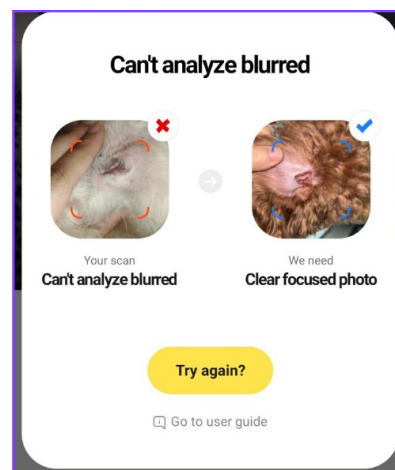 Can't analyze blurred
Your scan
Can't analyze blurred
We need
Clear focused photo
Try again?
Go to user guide